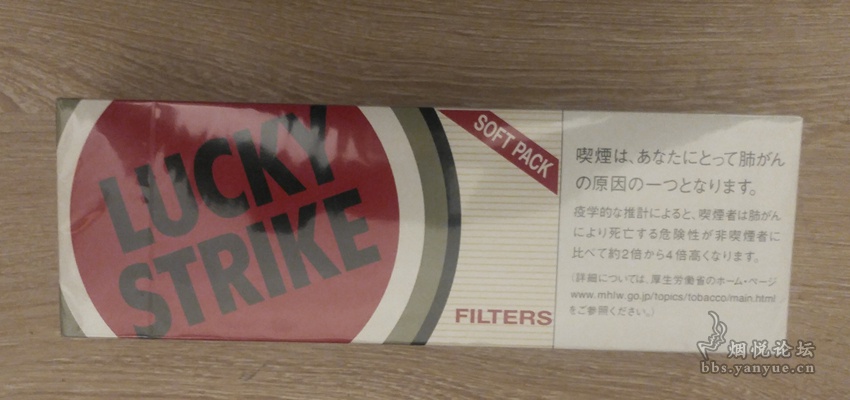 LUCKY
STRIKE
SOFT PACK
FILTERS
喫煙は、あなたにとって肺がん
の原因の一つとなります。
疫学的な推計によると、喫煙者は肺がん
により死亡する危険性が非喫煙者に
比べて約2倍から4倍高くなります。
(詳細については、厚生労働省のホーム・ページ
www.mhlw.go.jp/topics/tobacco/main.html
をご参照ください。)
烟悦论坛
bbs.yanyue.cn